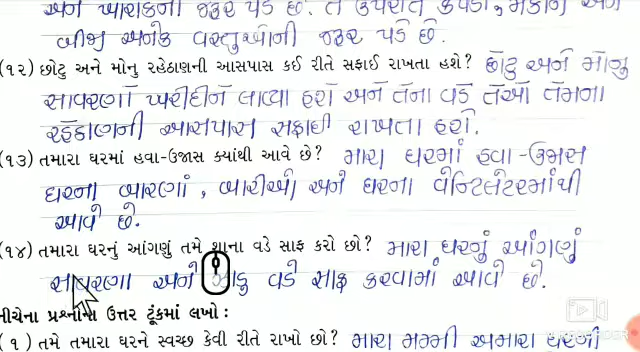 અને ખોરાકની જરૂર પડે છે. તે ઉપરાંત કપડાં, મકાન અને
બીજી અનેક વસ્તુઓની જરૂર પડે છે.
(૧૨) છોટુ અને મોનુ રહેઠાણની આસપાસ કઈ રીતે સફાઈ રાખતા હશે? છોટુ અને મોનુ
સાવરણો ખરીદીને લાવ્યા હશે અને તેના વડે તેઓ તેમના
રહેઠાણની આસપાસ સફાઈ રાખતા હશે.
(૧૩) તમારા ઘરમાં હવા-ઉજાસ ક્યાંથી આવે છે? મારા ઘરમાં હવા-ઉજાસ
ઘરના બારણાં, બારીઓ અને ઘરના વેન્ટિલેટરમાંથી
આવે છે.
(૧૪) તમારા ઘરનું આંગણું તમે શાના વડે સાફ કરો છો? મારા ઘરનું આંગણું
સાવરણા અને ઝાડુ વડે સાફ કરવામાં આવે છે.
નીચેના પ્રશ્નોના ઉત્તર ટૂંકમાં લખો :
(૧) તમે તમારા ઘરને સ્વચ્છ કેવી રીતે રાખો છો? મારા મમ્મી અમારા ઘરની